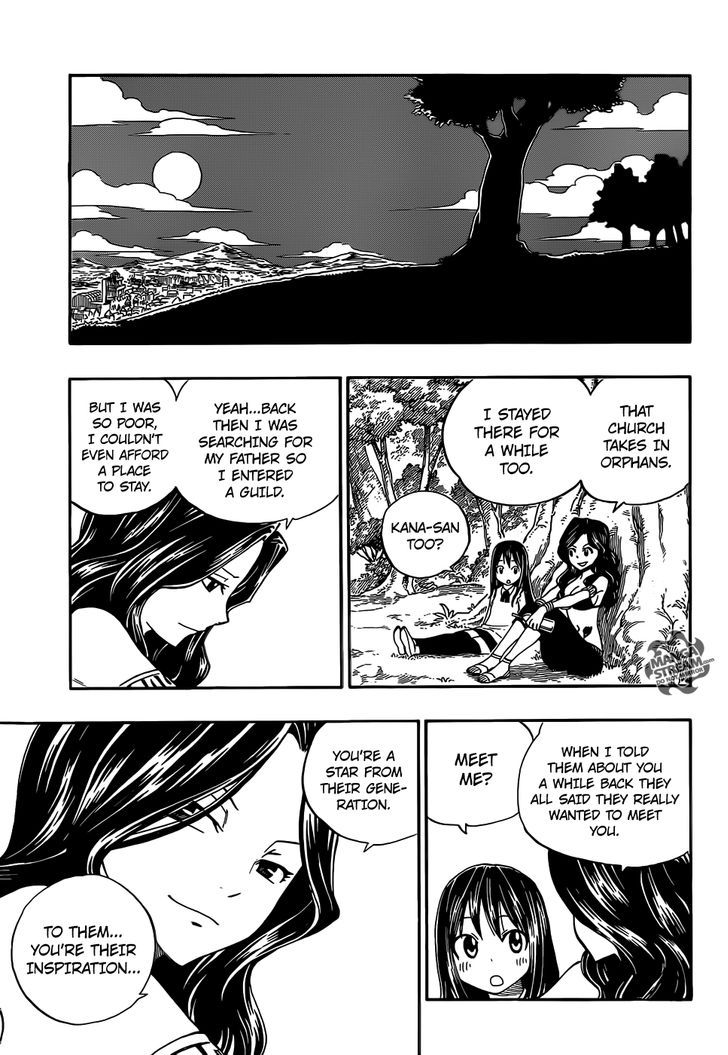 THAT
CHURCH
TAKES IN
ORPHANS.
I STAYED
THERE FOR
A WHILE
TOO.
KANA-SAN
TOO?
YEAH...BACK
THEN I WAS
SEARCHING FOR
MY FATHER SO
I ENTERED
A GUILD.
BUT I WAS
SO POOR,
I COULDN'T
EVEN AFFORD
A PLACE
TO STAY.
WHEN I TOLD
THEM ABOUT YOU
A WHILE BACK THEY
ALL SAID THEY REALLY
WANTED TO MEET
YOU.
MEET
ME?
YOU'RE A
STAR FROM
THEIR GENE-
RATION.
TO THEM...
YOU'RE THEIR
INSPIRATION...
MANGA
STREAM.com